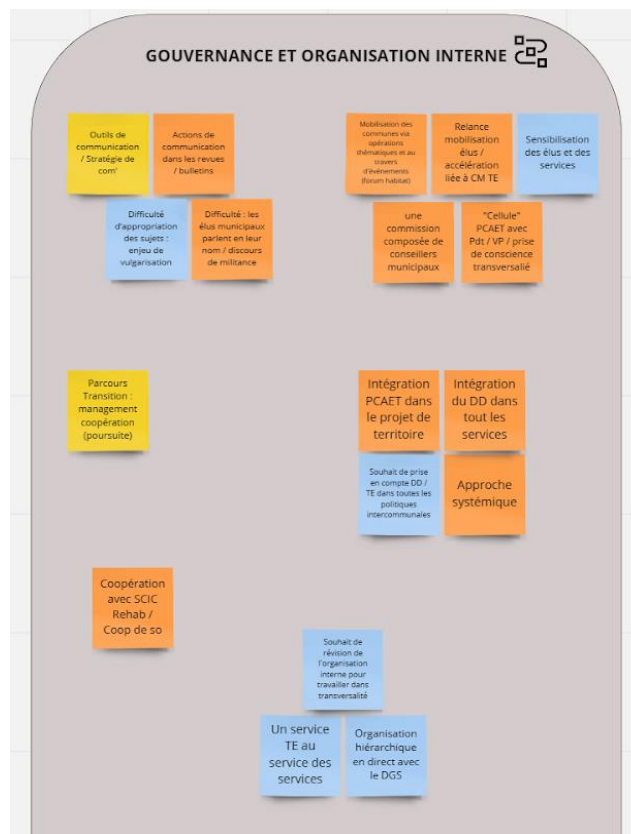 GOUVERNANCE ET ORGANISATION INTERNE
Outils de
communication
/ Stratégie de
com'
Actions de
communication
dans les revues
/ bulletins
Difficulté
d'appropriation
des sujets :
enjeu de
vulgarisation
Difficulté : les
élus municipaux
parlent en leur
nom / discours
de militance
Mobilisation des
communes via
opérations
thématiques et au
travers
d'événements
(forum habitat)
Relance
mobilisation
élus /
accélération
liée à CM TE
Sensibilisation
des élus et des
services
une
commission
composée de
conseillers
municipaux
"Cellule"
PCAET avec
Pdt / VP / prise
de conscience
transversalié
Parcours
Transition :
management
coopération
(poursuite)
Intégration
PCAET dans
le projet de
territoire
Intégration
du DD dans
tout les
services
Souhait de prise
en compte DD /
TE dans toutes les
politiques
intercommunales
Approche
systémique
Coopération
avec SCIC
Rehab /
Coop de so
Souhait de
révision de
l'organisation
interne pour
travailler dans
transversalité
Un service
TE au
service des
services
Organisation
hiérarchique
en direct avec
le DGS